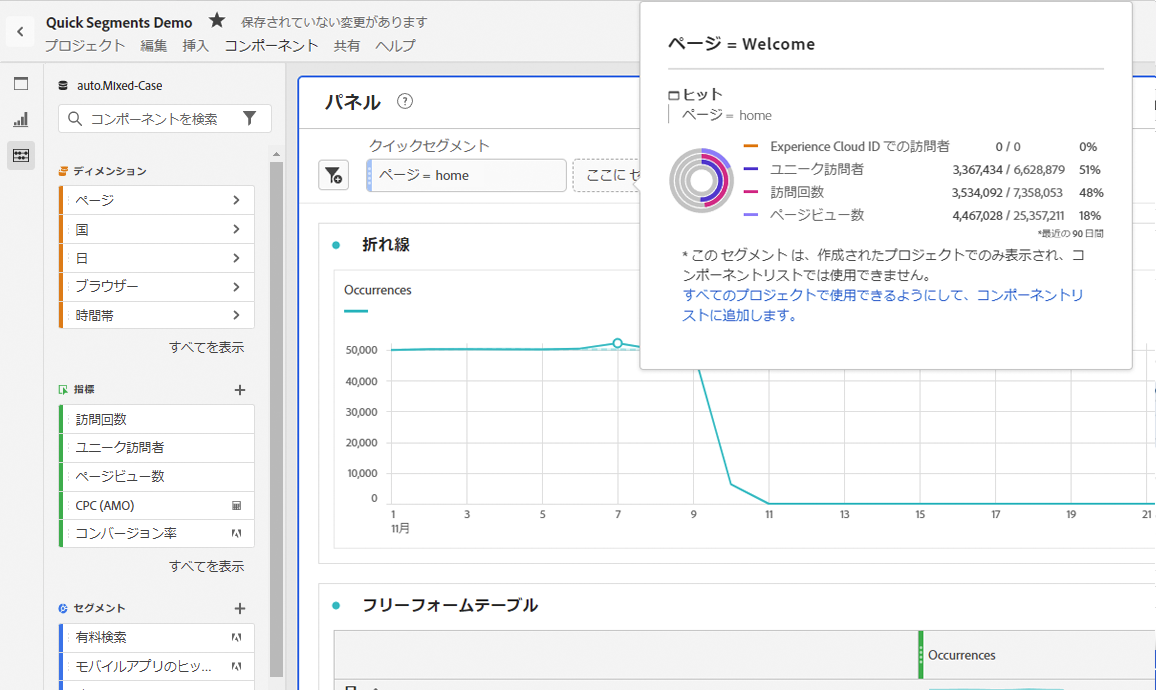 Quick Segments Demo ★ 保存されていない変更があります
プロジェクト 編集 挿入 コンポーネント 共有 ヘルプ
auto.Mixed-Case
コンポーネントを検索
ディメンション
ページ
国
日
ブラウザー
時間帯
すべてを表示
指標
訪問回数
ユニーク訪問者
ページビュー数
CPC (AMO)
コンバージョン率
すべてを表示
セグメント
有料検索
モバイルアプリのヒッ...
パネル
クイックセグメント
ページ = home
ここに セ
折れ線
Occurrences
50,000
40,000
30,000
20,000
10,000
0
1 3 5 7 9 11 13 15 17 19 21
11月
フリーフォームテーブル
Occurrences
ページ = Welcome
ヒット
ページ = home
Experience Cloud ID での訪問者 0 / 0 0%
ユニーク訪問者 3,367,434 / 6,628,879 51%
訪問回数 3,534,092 / 7,358,053 48%
ページビュー数 4,467,028 / 25,357,211 18%
*最近の 90 日間
* この セグメント は、作成されたプロジェクトでのみ表示され、コ
ンポーネントリストでは使用できません。
すべてのプロジェクトで使用できるようにして、コンポーネントリ
ストに追加します。